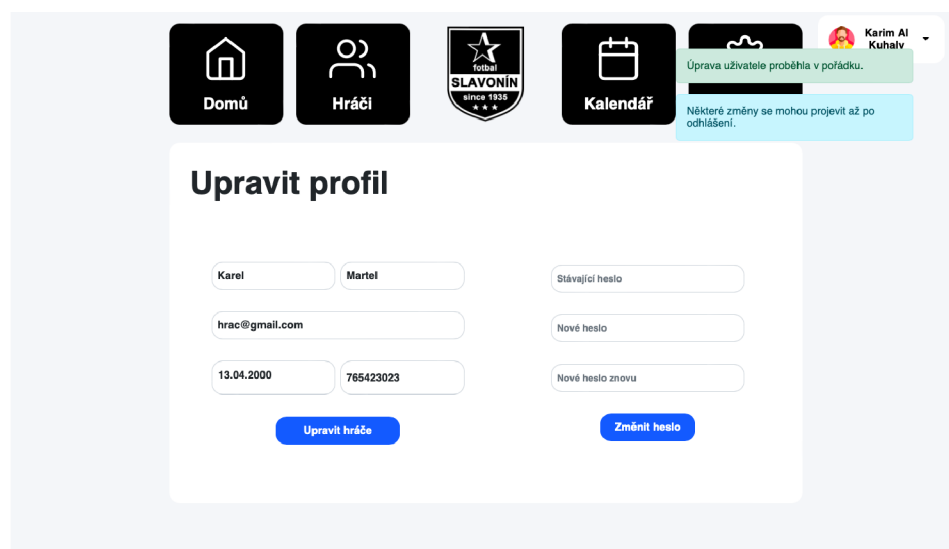 Domů
Hráči
fotbal
SLAVONÍN
since 1935
Kalendář
Karim Al
Kuhaly
Úprava uživatele proběhla v pořádku.
Některé změny se mohou projevit až po
odhlášení.
Upravit profil
Karel
Martel
hrac@gmail.com
13.04.2000
765423023
Upravit hráče
Stávající heslo
Nové heslo
Nové heslo znovu
Změnit heslo